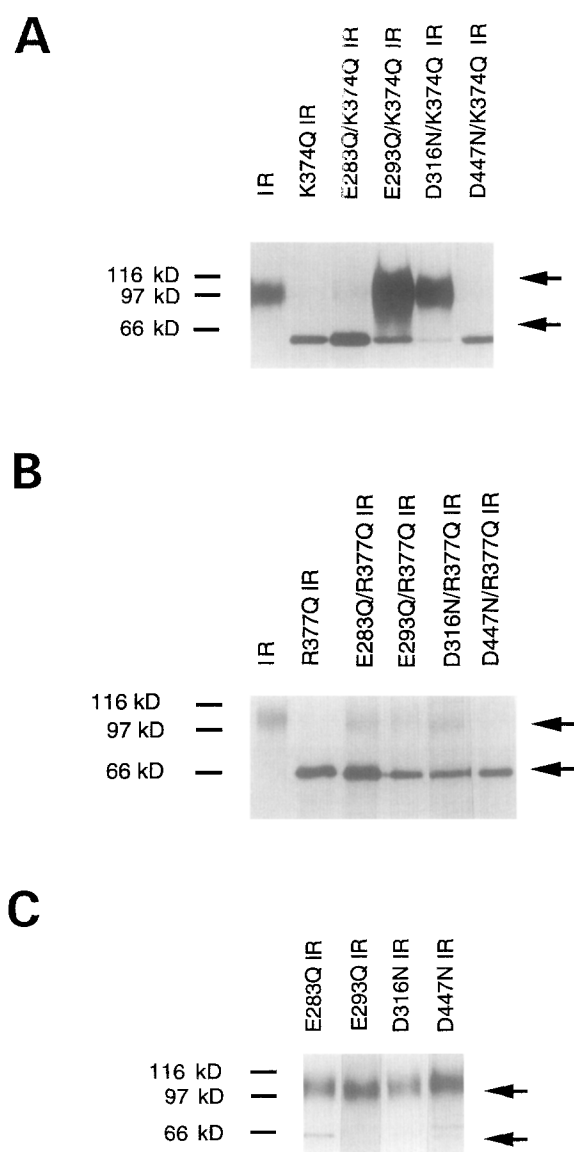 A
IR
K374Q IR
E283Q/K374Q IR
E293Q/K374Q IR
D316N/K374Q IR
D447N/K374Q IR
116 kD
97 kD
66 kD
B
IR
R377Q IR
E283Q/R377Q IR
E293Q/R377Q IR
D316N/R377Q IR
D447N/R377Q IR
116 kD
97 kD
66 kD
C
E283Q IR
E293Q IR
D316N IR
D447N IR
116 kD
97 kD
66 kD